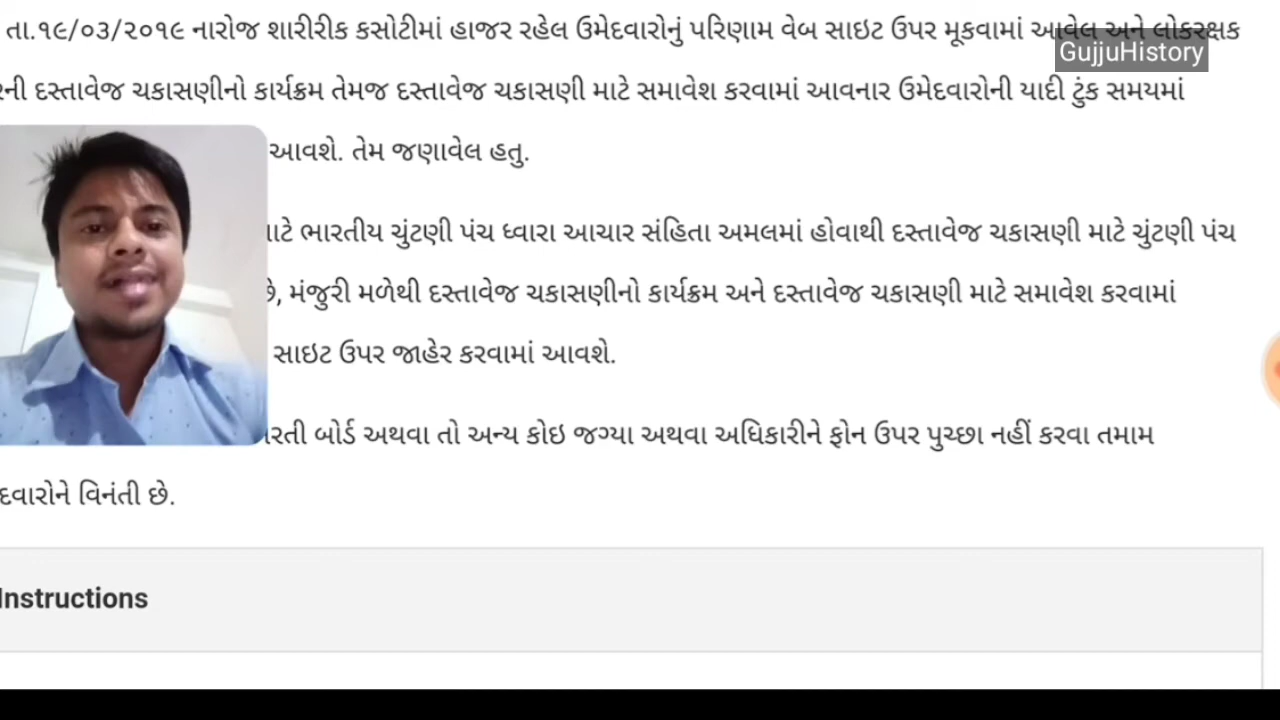 તા.૧૯/૦૩/૨૦૧૯ નારોજ શારીરીક કસોટીમાં હાજર રહેલ ઉમેદવારોનું પરિણામ વેબ સાઇટ ઉપર મૂકવામાં આવેલ અને લોકરક્ષક
GujjuHistory
દસ્તાવેજ ચકાસણીનો કાર્યક્રમ તેમજ દસ્તાવેજ ચકાસણી માટે સમાવેશ કરવામાં આવનાર ઉમેદવારોની યાદી ટુંક સમયમાં
આવશે. તેમ જણાવેલ હતુ.
ભારતીય ચુંટણી પંચ ધ્વારા આચાર સંહિતા અમલમાં હોવાથી દસ્તાવેજ ચકાસણી માટે ચુંટણી પંચ
મંજુરી મળેથી દસ્તાવેજ ચકાસણીનો કાર્યક્રમ અને દસ્તાવેજ ચકાસણી માટે સમાવેશ કરવામાં
સાઇટ ઉપર જાહેર કરવામાં આવશે.
બોર્ડ અથવા તો અન્ય કોઇ જગ્યા અથવા અધિકારીને ફોન ઉપર પુચ્છા નહીં કરવા તમામ
વિનંતી છે.
Instructions